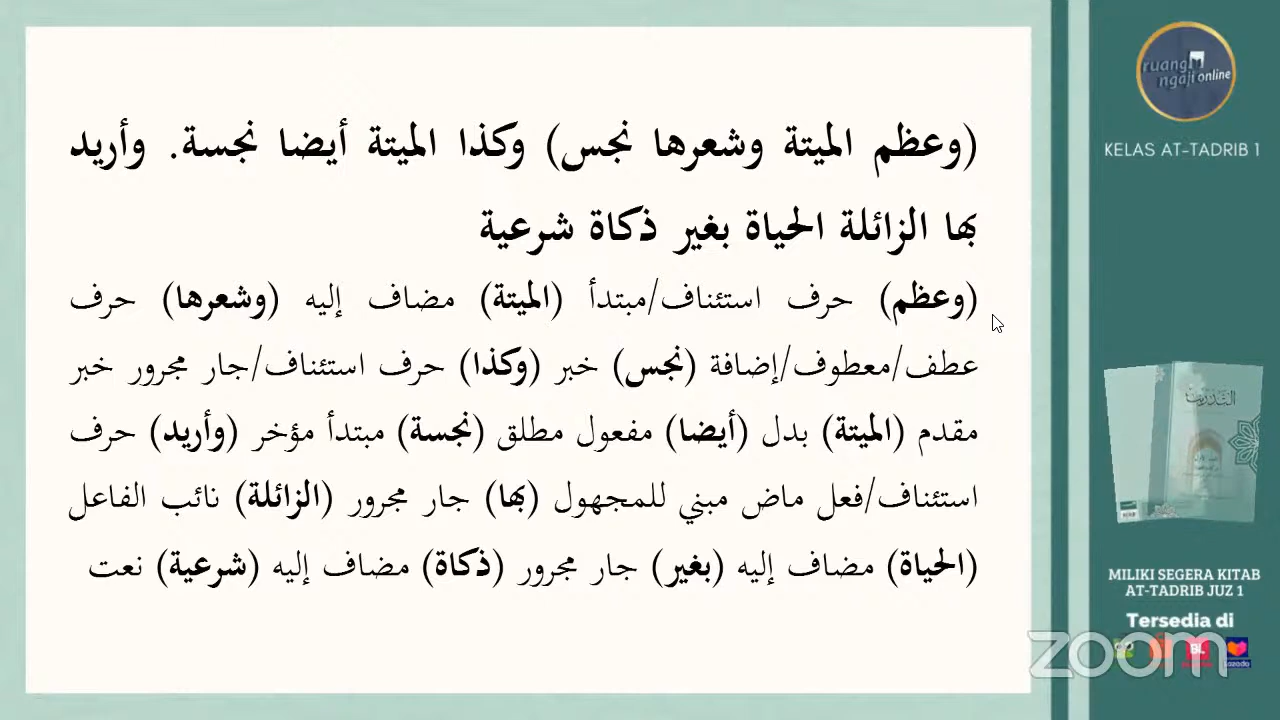 (وعظم الميتة وشعرها نجس) وكذا الميتة أيضا نجسة. وأريد
بها الزائلة الحياة بغير ذكاة شرعية
(وعظم) حرف استئناف/مبتدأ (الميتة) مضاف إليه (وشعرها) حرف
عطف/معطوف/إضافة (نجس) خبر (وكذا) حرف استئناف/جار مجرور خبر
مقدم (الميتة) بدل (أيضا) مفعول مطلق (نجسة) مبتدأ مؤخر (وأريد) حرف
استئناف/فعل ماض مبني للمجهول (بها) جار مجرور (الزائلة) نائب الفاعل
(الحياة) مضاف إليه (بغير) جار مجرور (ذكاة) مضاف إليه (شرعية) نعت
ruang
ngaji online
KELAS AT-TADRIB 1
التذريب
MILIKI SEGERA KITAB
AT-TADRIB JUZ 1
Tersedia di
zoom